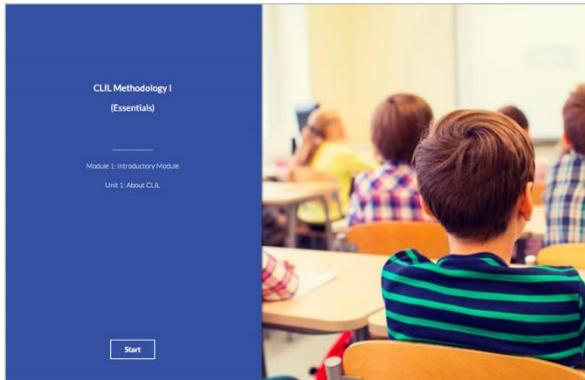 CLIL Methodology I
(Essentials)
Module 1: Introductory Module
Unit 1: About CLIL
Start